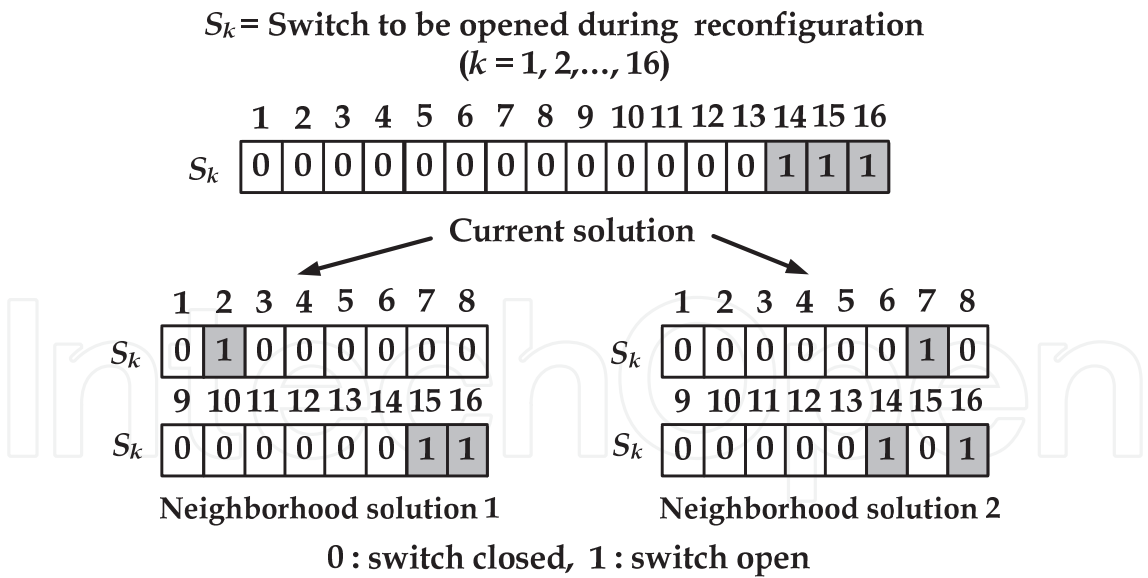 Sk = Switch to be opened during reconfiguration
(k = 1, 2,..., 16)
1 2 3 4 5 6 7 8 9 10 11 12 13 14 15 16
Sk 0 0 0 0 0 0 0 0 0 0 0 0 0 1 1 1
Current solution
1 2 3 4 5 6 7 8
Sk 0 1 0 0 0 0 0 0
9 10 11 12 13 14 15 16
Sk 0 0 0 0 0 0 1 1
Neighborhood solution 1
1 2 3 4 5 6 7 8
Sk 0 0 0 0 0 0 1 0
9 10 11 12 13 14 15 16
Sk 0 0 0 0 0 1 0 1
Neighborhood solution 2
0 : switch closed, 1 : switch open
IntechOpen